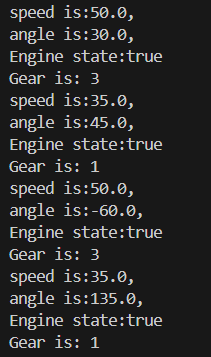 speed is:50.0,
angle is:30.0,
Engine state:true
Gear is: 3
speed is:35.0,
angle is:45.0,
Engine state:true
Gear is: 1
speed is:50.0,
angle is:-60.0,
Engine state:true
Gear is: 3
speed is:35.0,
angle is:135.0,
Engine state:true
Gear is: 1